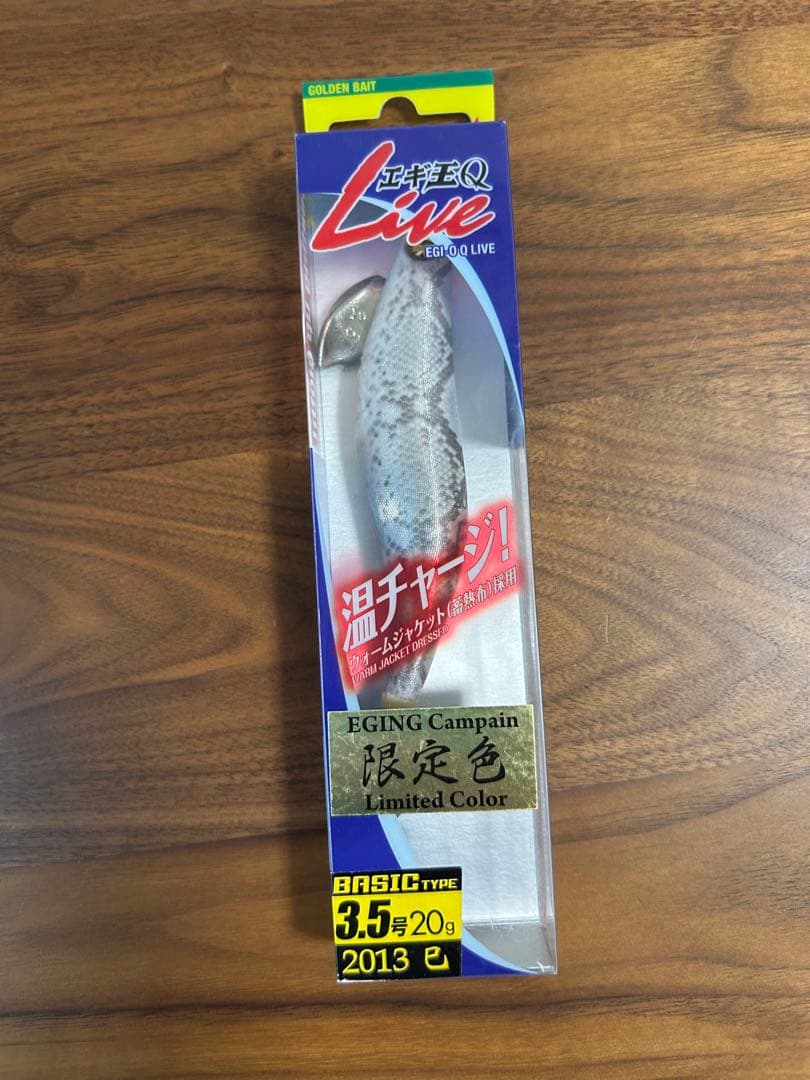 GOLDEN BAIT
エギ王Q
Live
EGI-O Q LIVE
温チャージ!
ウォームジャケット(蓄熱布)採用
WARM JACKET DRESSED
EGING Campain
限定色
Limited Color
BASIC TYPE
3.5号20g
2013 巳